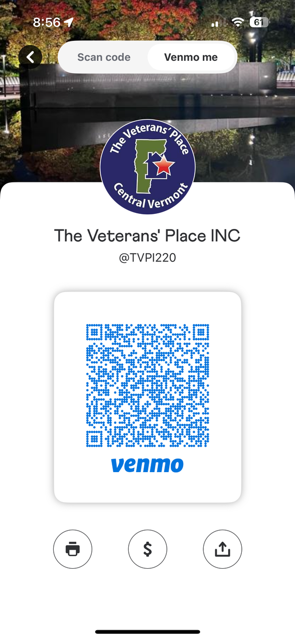 8:56
61
Scan code
Venmo me
The Veterans' Place
Central Vermont
The Veterans' Place INC
@TVPI220
venmo
$